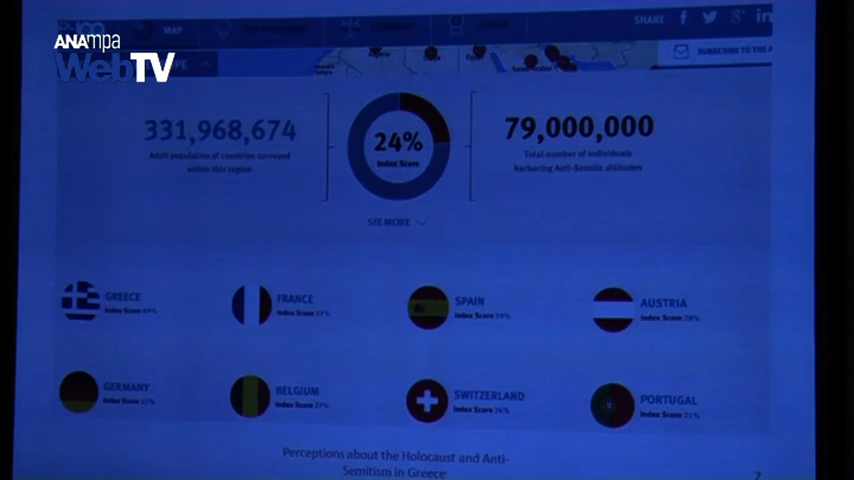 ANAmpa
WebTV
MAP
SHARE
331,968,674
Adult population of countries surveyed
within this region
24%
Index Score
79,000,000
Total number of individuals
Harboring Anti-Semitic attitudes
SEE MORE
GREECE
Index Score 69%
FRANCE
Index Score 37%
SPAIN
Index Score 29%
AUSTRIA
Index Score 28%
GERMANY
Index Score 27%
BELGIUM
Index Score 27%
SWITZERLAND
Index Score 26%
PORTUGAL
Index Score 21%
Perceptions about the Holocaust and Anti-
Semitism in Greece